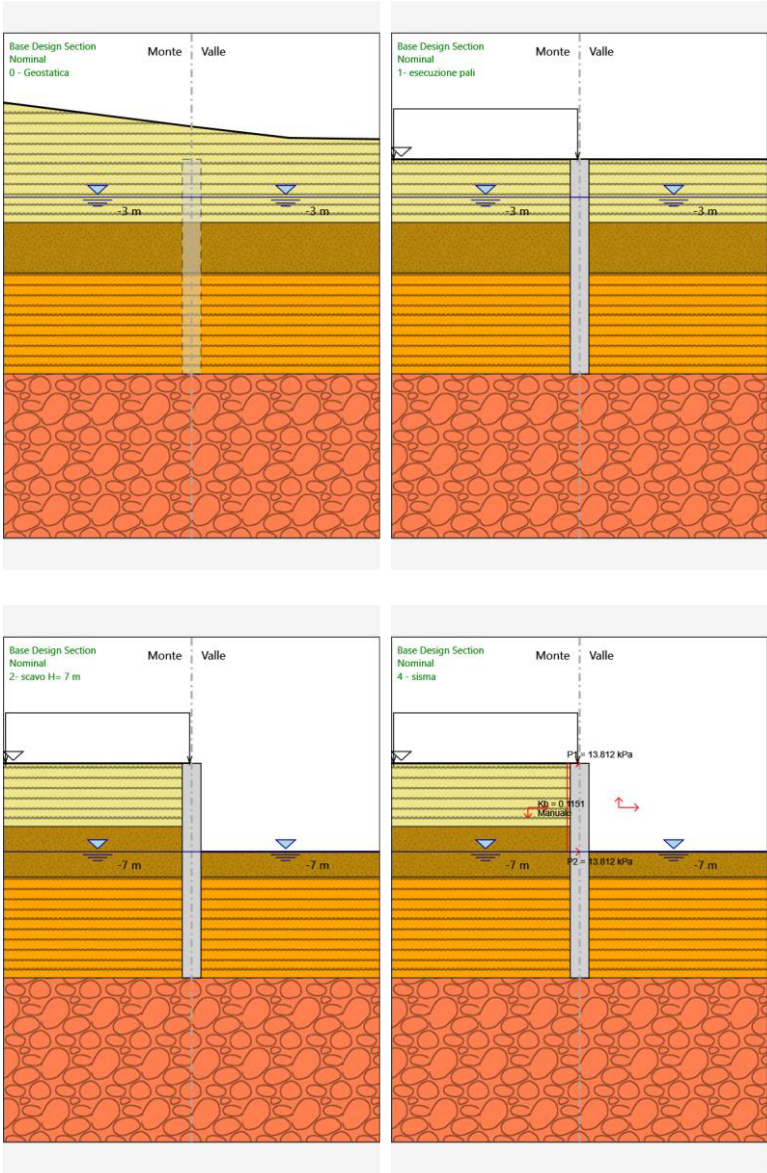 Base Design Section
Nominal
0 - Geostatica
Monte
Valle
-3 m
-3 m
Base Design Section
Nominal
1- esecuzione pali
Monte
Valle
-3 m
-3 m
Base Design Section
Nominal
2- scavo H= 7 m
Monte
Valle
-7 m
-7 m
Base Design Section
Nominal
4 - sisma
Monte
Valle
P1 = 13.812 kPa
Kh = 0.1151
Manuale
P2 = 13.812 kPa
-7 m
-7 m